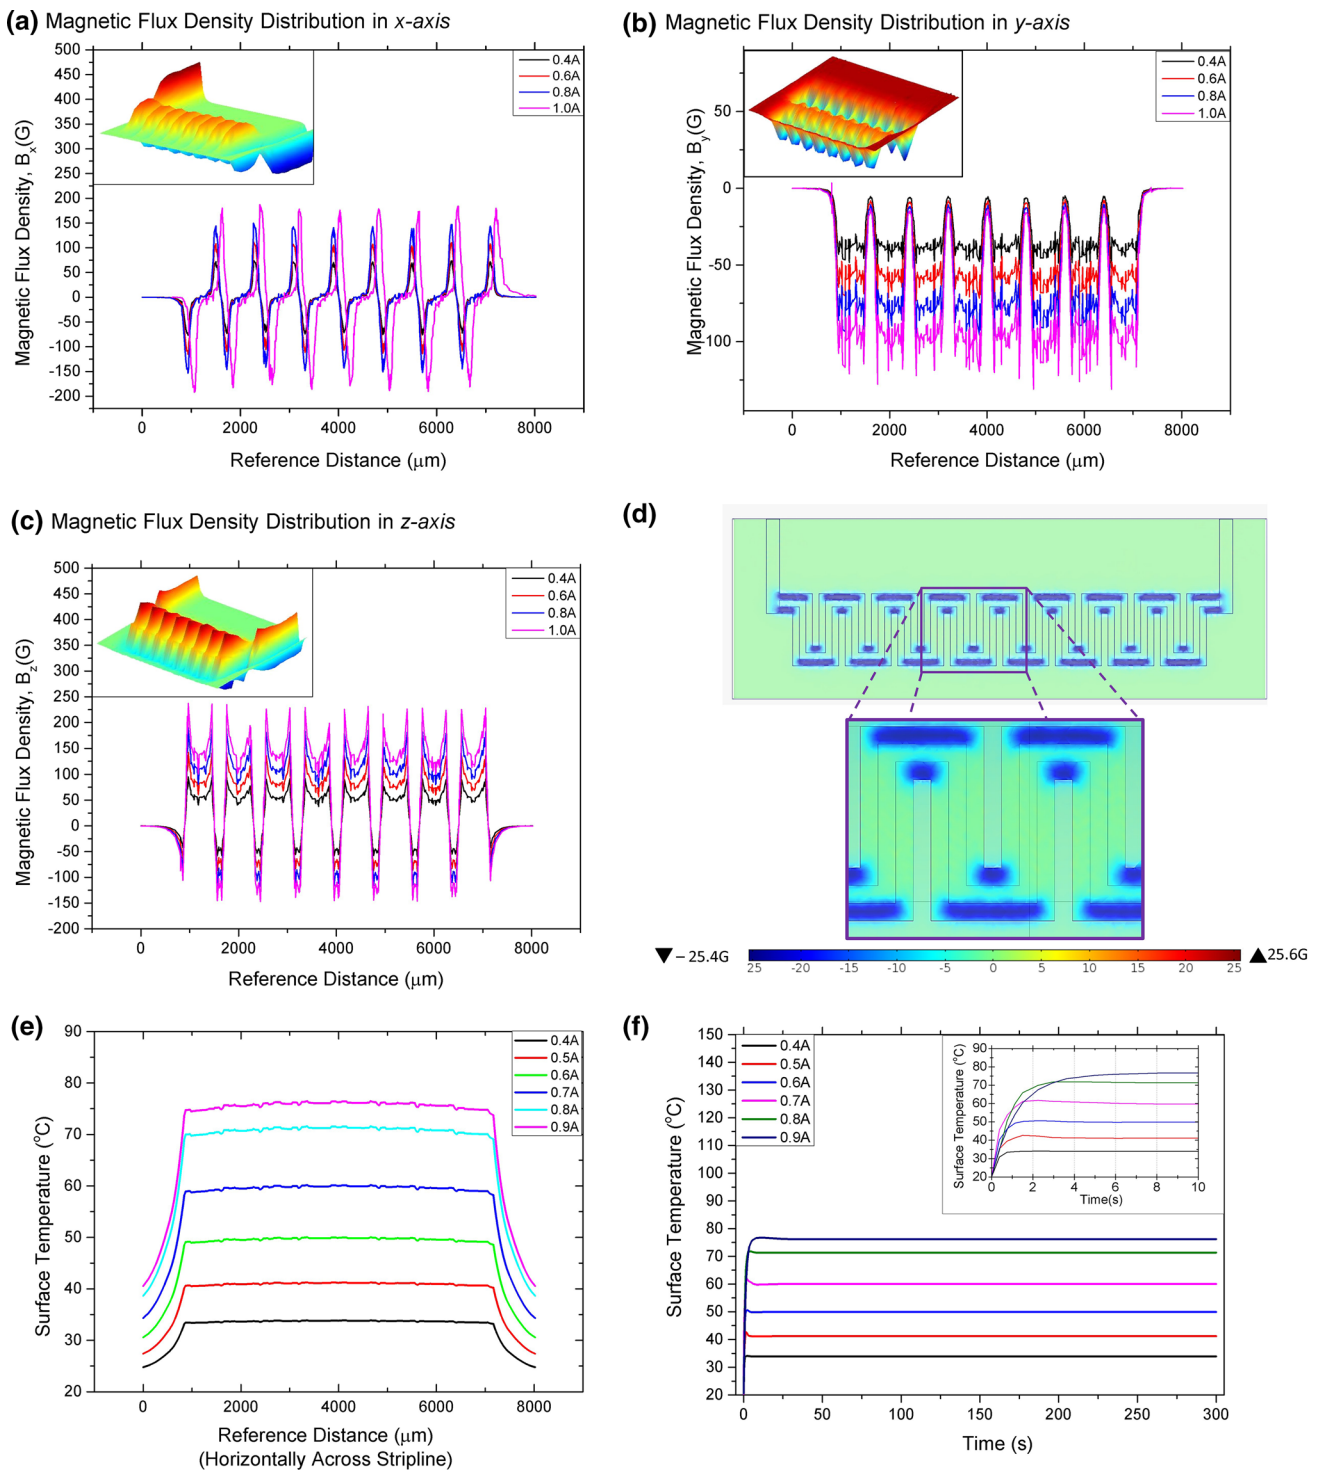 (a) Magnetic Flux Density Distribution in x-axis
500
450
400
350
300
250
200
150
100
50
0
-50
-100
-150
-200
Magnetic Flux Density, Bx(G)
0.4A
0.6A
0.8A
1.0A
0 2000 4000 6000 8000
Reference Distance (μm)
(b) Magnetic Flux Density Distribution in y-axis
50
0
-50
100
Magnetic Flux Density, By(G)
0.4A
0.6A
0.8A
1.0A
0 2000 4000 6000 8000
Reference Distance (μm)
(c) Magnetic Flux Density Distribution in z-axis
500
450
400
350
300
250
200
150
100
50
0
-50
-100
-150
-200
Magnetic Flux Density, Bz(G)
0.4A
0.6A
0.8A
1.0A
0 2000 4000 6000 8000
Reference Distance (μm)
(d)
▼ – 25.4G
25 -20 -15 -10 -5 0 5 10 15 20 25
▲ 25.6G
(e)
90
80
70
60
50
40
30
20
Surface Temperature (°C)
0.4A
0.5A
0.6A
0.7A
0.8A
0.9A
0 2000 4000 6000 8000
Reference Distance (μm)
(Horizontally Across Stripline)
(f)
150
140
130
120
110
100
90
80
70
60
50
40
30
20
Surface Temperature (°C)
0.4A
0.5A
0.6A
0.7A
0.8A
0.9A
90
80
70
60
50
40
30
20
Surface Temperature (°C)
0 2 4 6 8 10
Time(s)
0 50 100 150 200 250 300
Time (s)